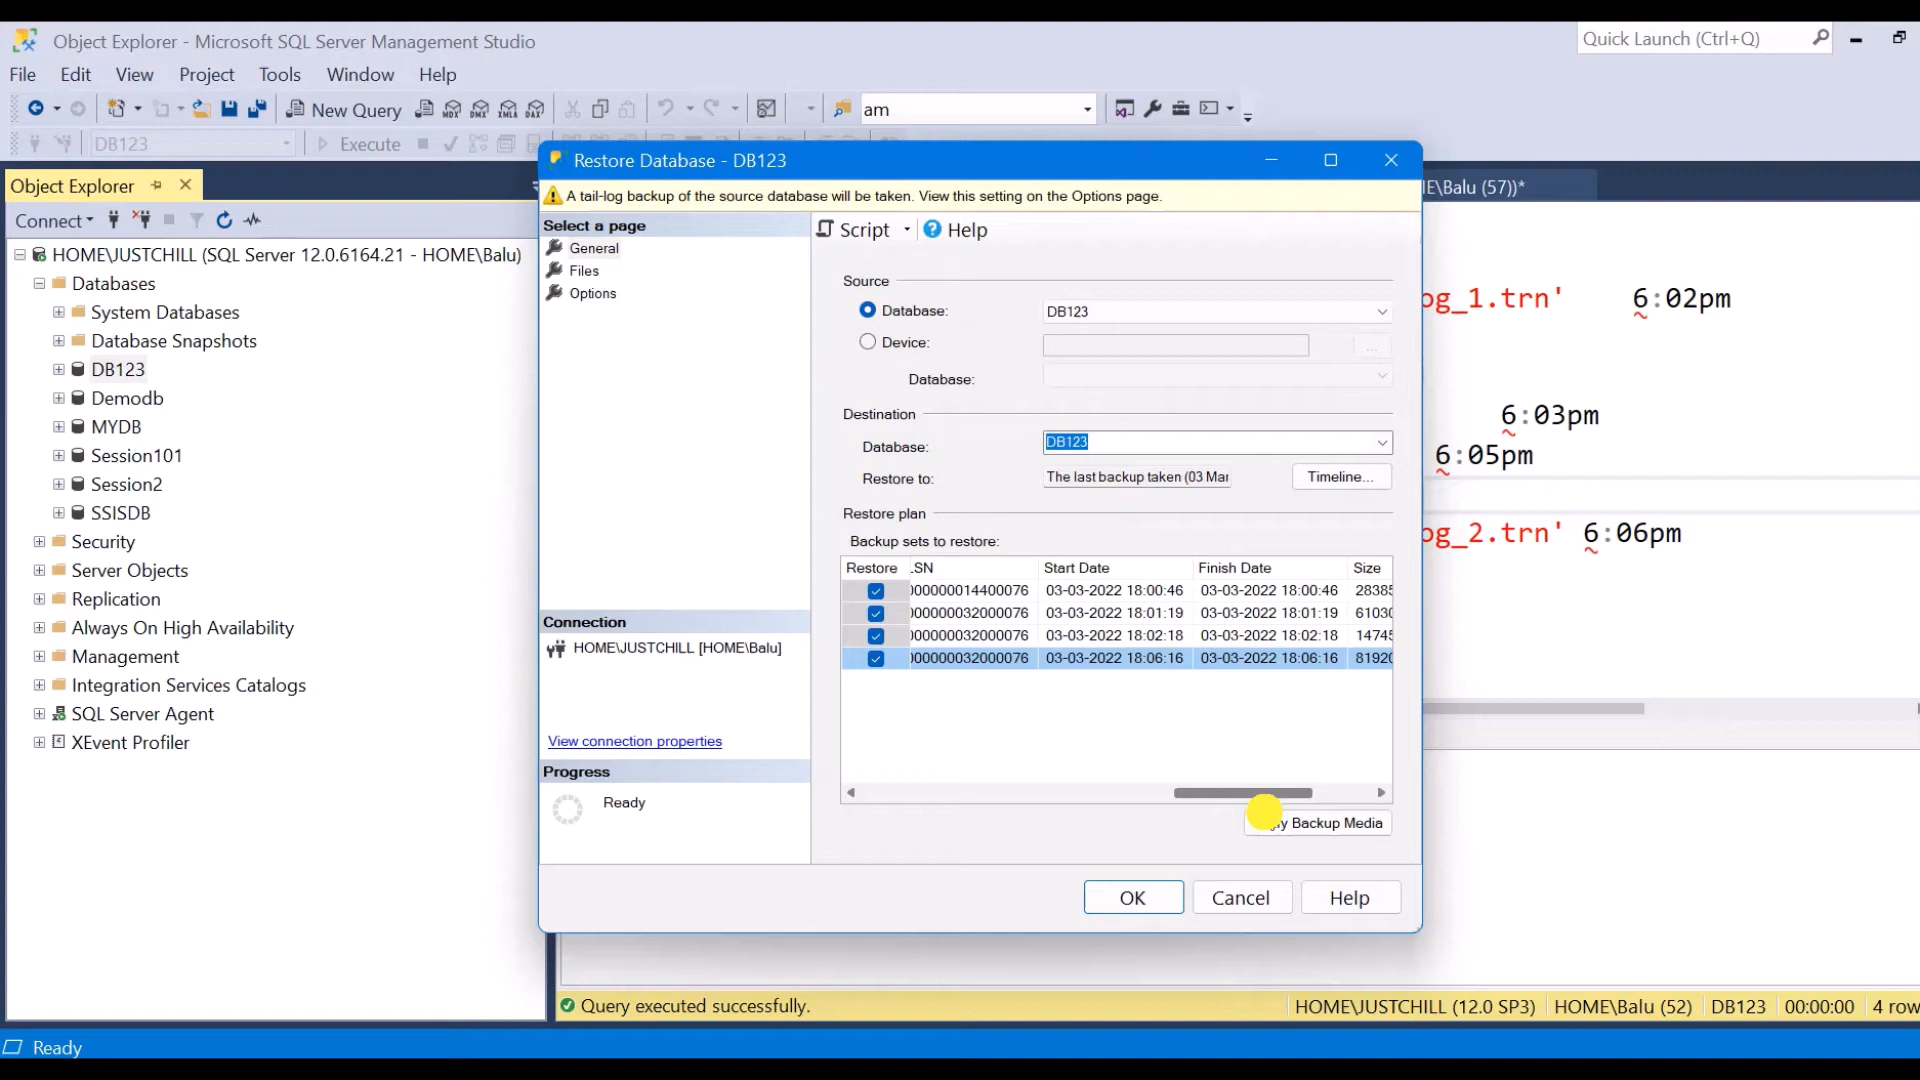 Object Explorer - Microsoft SQL Server Management Studio
Quick Launch (Ctrl+Q)
File Edit View Project Tools Window Help
New Query MDX DMX XMLA DAX am
DB123 Execute
Object Explorer
Connect
HOME\JUSTCHILL (SQL Server 12.0.6164.21 - HOME\Balu)
Databases
System Databases
Database Snapshots
DB123
Demodb
MYDB
Session101
Session2
SSISDB
Security
Server Objects
Replication
Always On High Availability
Management
Integration Services Catalogs
SQL Server Agent
XEvent Profiler
Restore Database - DB123
A tail-log backup of the source database will be taken. View this setting on the Options page.
Select a page
General
Files
Options
Connection
HOME\JUSTCHILL [HOME\Balu]
View connection properties
Progress
Ready
Script Help
Source
Database: DB123
Device: ...
Database:
Destination
Database: DB123
Restore to: The last backup taken (03 Mar Timeline...
Restore plan
Backup sets to restore:
Restore LSN Start Date Finish Date Size
000000014400076 03-03-2022 18:00:46 03-03-2022 18:00:46 28385
000000032000076 03-03-2022 18:01:19 03-03-2022 18:01:19 61030
000000032000076 03-03-2022 18:02:18 03-03-2022 18:02:18 14745
000000032000076 03-03-2022 18:06:16 03-03-2022 18:06:16 81920
Backup Media
OK Cancel Help
E\Balu (57))*
og_1.trn' 6:02pm
6:03pm
6:05pm
og_2.trn' 6:06pm
Query executed successfully.
HOME\JUSTCHILL (12.0 SP3) HOME\Balu (52) DB123 00:00:00 4 row
Ready